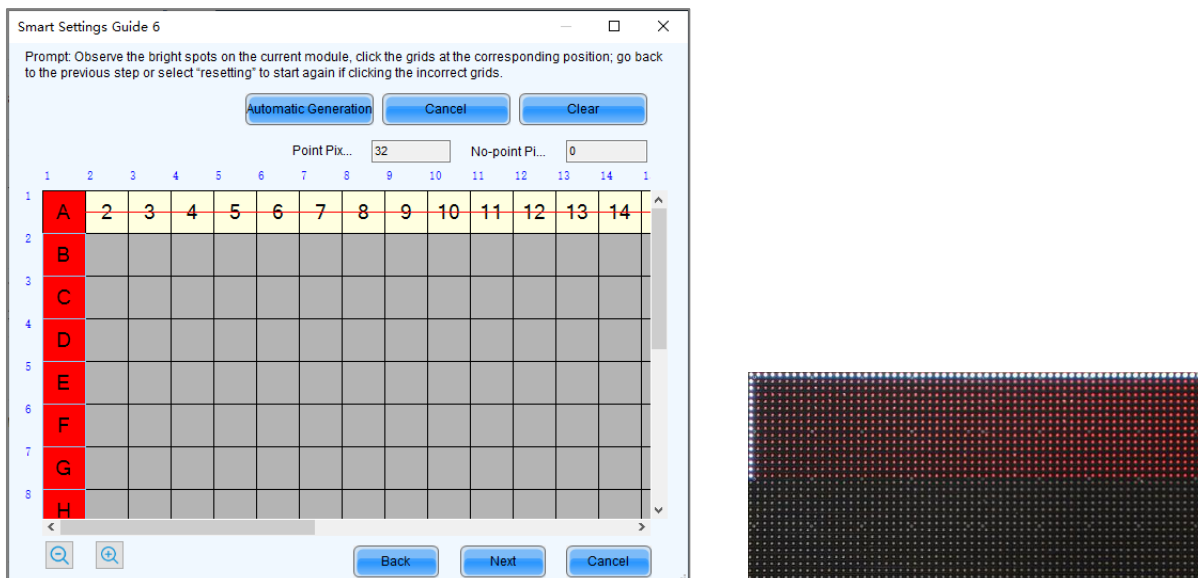 Smart Settings Guide 6
Prompt: Observe the bright spots on the current module, click the grids at the corresponding position; go back
to the previous step or select "resetting" to start again if clicking the incorrect grids.
Automatic Generation Cancel Clear
Point Pix... 32 No-point Pi... 0
1 2 3 4 5 6 7 8 9 10 11 12 13 14 1
1 A 2 3 4 5 6 7 8 9 10 11 12 13 14
2 B
3 C
4 D
5 E
6 F
7 G
8 H
Back Next Cancel